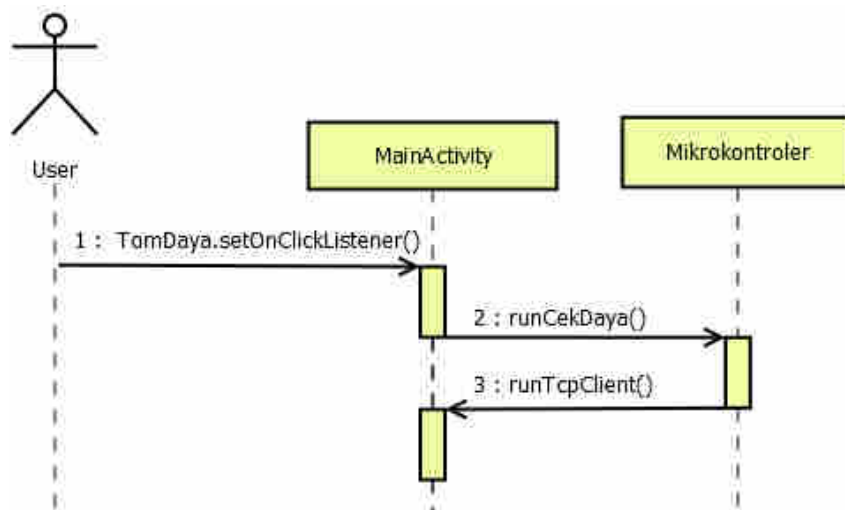 User
MainActivity
Mikrokontroler
1 : TomDaya.setOnClickListener()
2 : runCekDaya()
3 : runTcpClient()